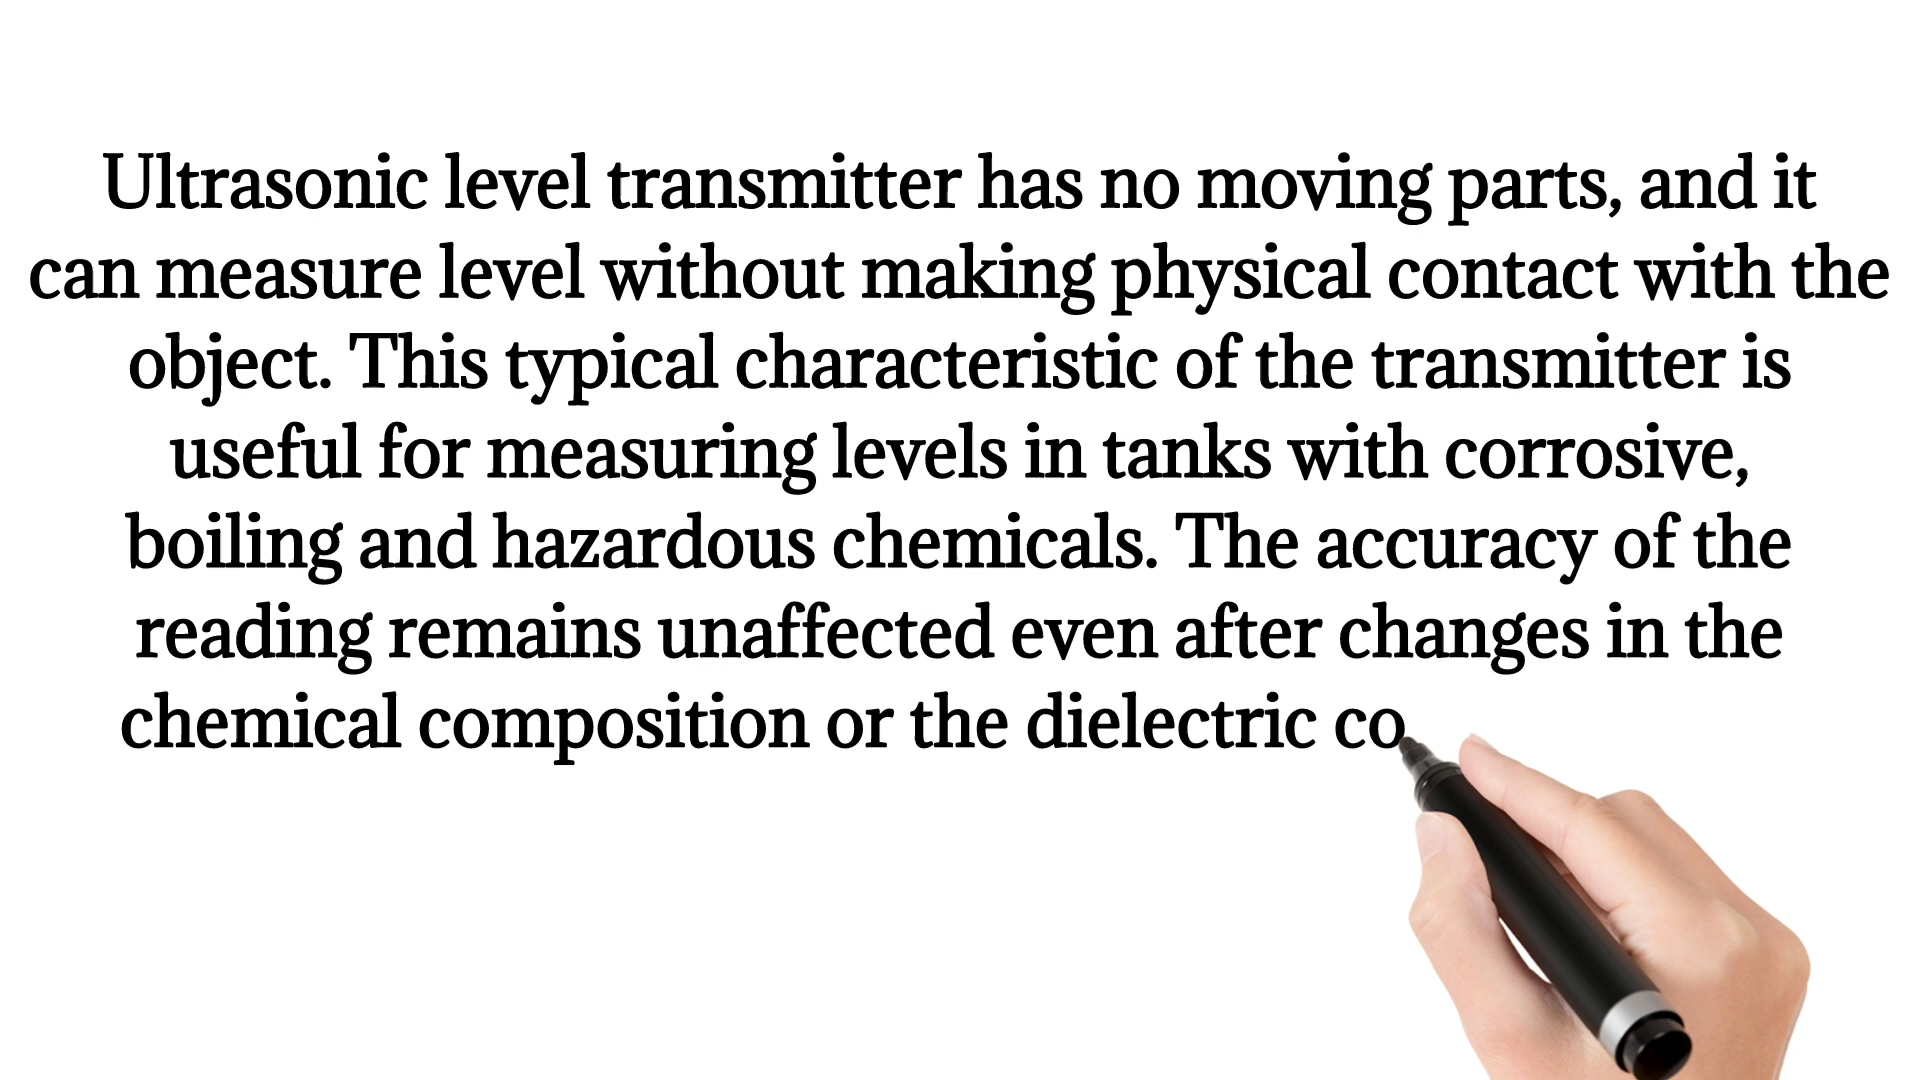 Ultrasonic level transmitter has no moving parts, and it
can measure level without making physical contact with the
object. This typical characteristic of the transmitter is
useful for measuring levels in tanks with corrosive,
boiling and hazardous chemicals. The accuracy of the
reading remains unaffected even after changes in the
chemical composition or the dielectric co